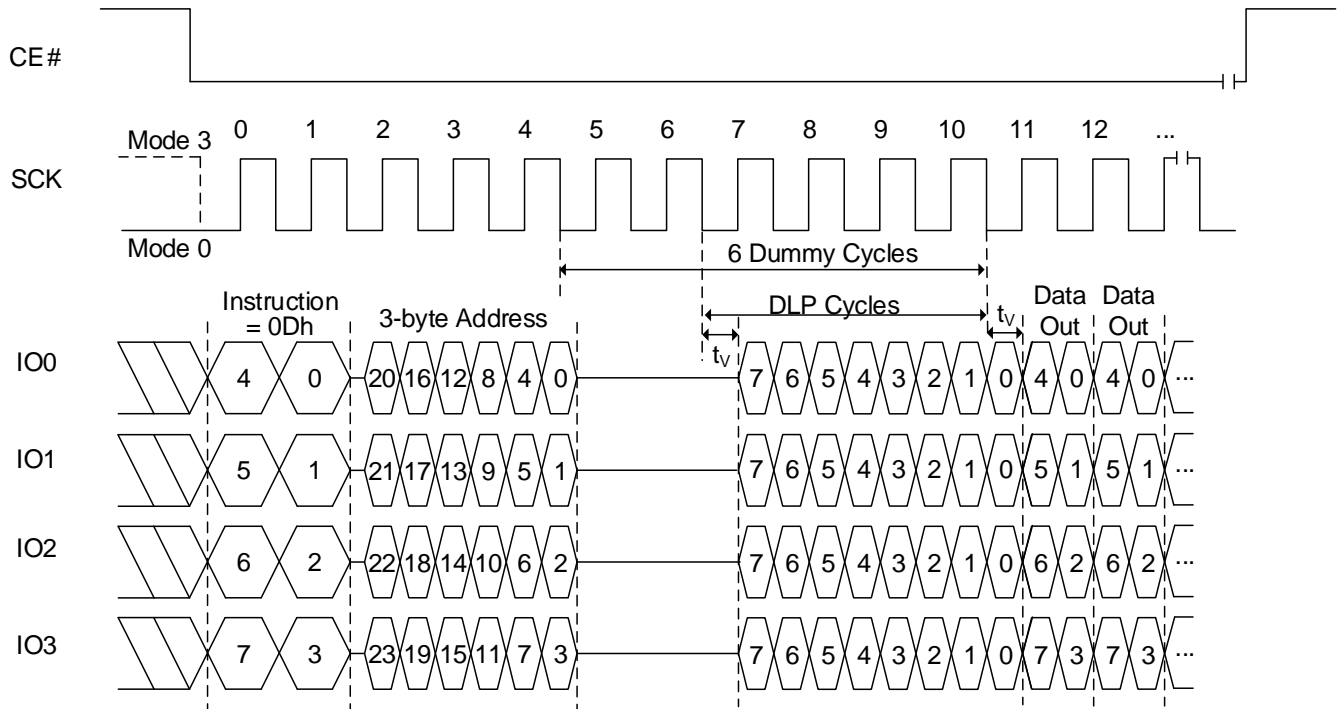 CE#
0 1 2 3 4 5 6 7 8 9 10 11 12 ...
Mode 3
SCK
Mode 0
6 Dummy Cycles
Instruction
= 0Dh
3-byte Address
DLP Cycles
tV
Data
Out
Data
Out
tV
IO0
4 0 20 16 12 8 4 0 7 6 5 4 3 2 1 0 4 0 4 0 ...
IO1
5 1 21 17 13 9 5 1 7 6 5 4 3 2 1 0 5 1 5 1 ...
IO2
6 2 22 18 14 10 6 2 7 6 5 4 3 2 1 0 6 2 6 2 ...
IO3
7 3 23 19 15 11 7 3 7 6 5 4 3 2 1 0 7 3 7 3 ...